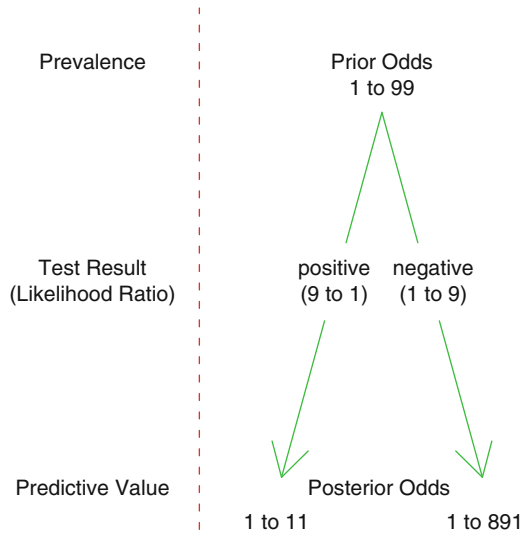 Prevalence
Prior Odds
1 to 99
Test Result
(Likelihood Ratio)
positive
(9 to 1)
negative
(1 to 9)
Predictive Value
Posterior Odds
1 to 11
1 to 891